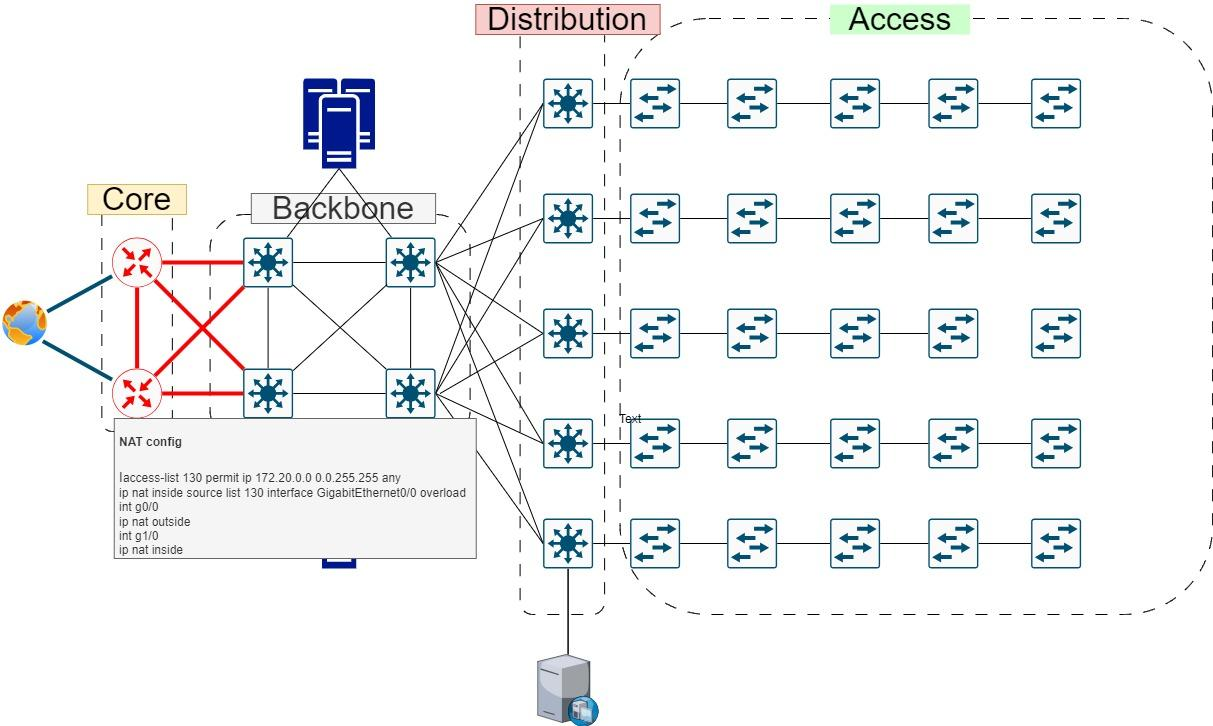 Distribution
Access
Core
Backbone
Text
NAT config
Iaccess-list 130 permit ip 172.20.0.0 0.0.255.255 any
ip nat inside source list 130 interface GigabitEthernet0/0 overload
int g0/0
ip nat outside
int g1/0
ip nat inside